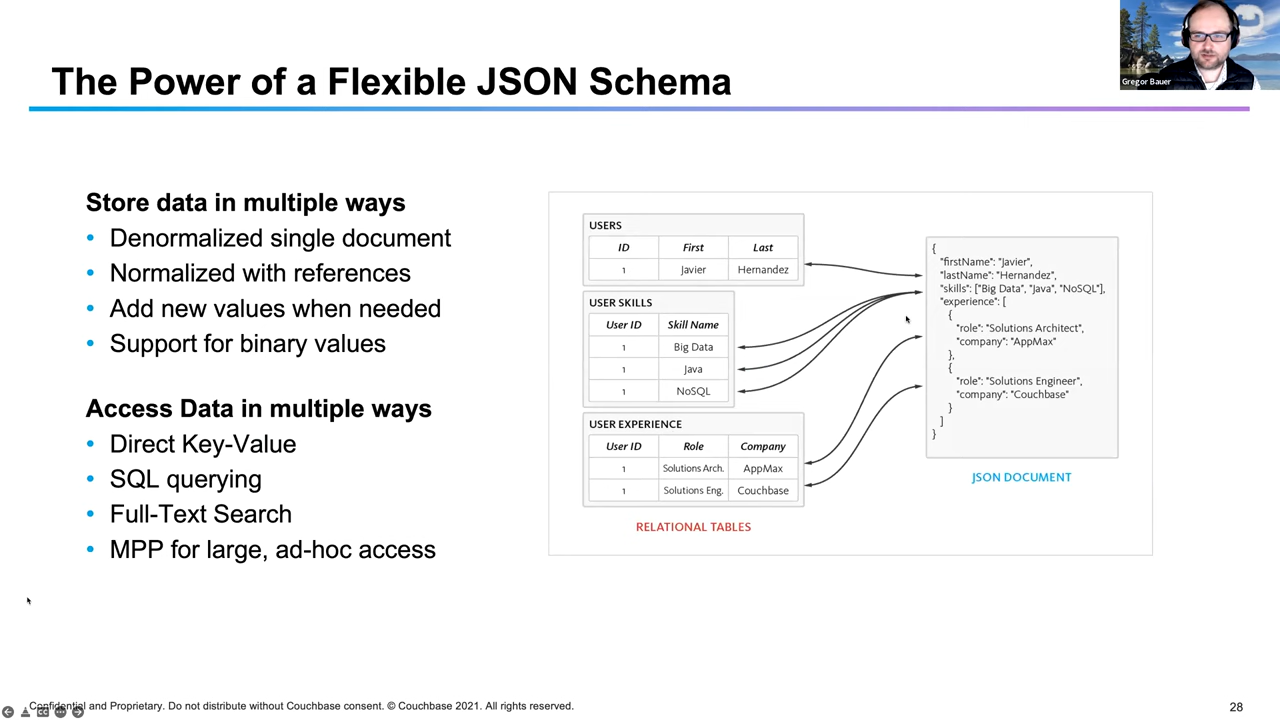 The Power of a Flexible JSON Schema
Gregor Bauer
Store data in multiple ways
• Denormalized single document
• Normalized with references
• Add new values when needed
• Support for binary values
Access Data in multiple ways
• Direct Key-Value
• SQL querying
• Full-Text Search
• MPP for large, ad-hoc access
USERS
ID First Last
1 Javier Hernandez
USER SKILLS
User ID Skill Name
1 Big Data
1 Java
1 NoSQL
USER EXPERIENCE
User ID Role Company
1 Solutions Arch. AppMax
1 Solutions Eng. Couchbase
RELATIONAL TABLES
{
"firstName": "Javier",
"lastName": "Hernandez",
"skills": ["Big Data", "Java", "NoSQL"],
"experience": [
{
"role": "Solutions Architect",
"company": "AppMax"
},
{
"role": "Solutions Engineer",
"company": "Couchbase"
}
]
}
JSON DOCUMENT
Confidential and Proprietary. Do not distribute without Couchbase consent. © Couchbase 2021. All rights reserved.
28